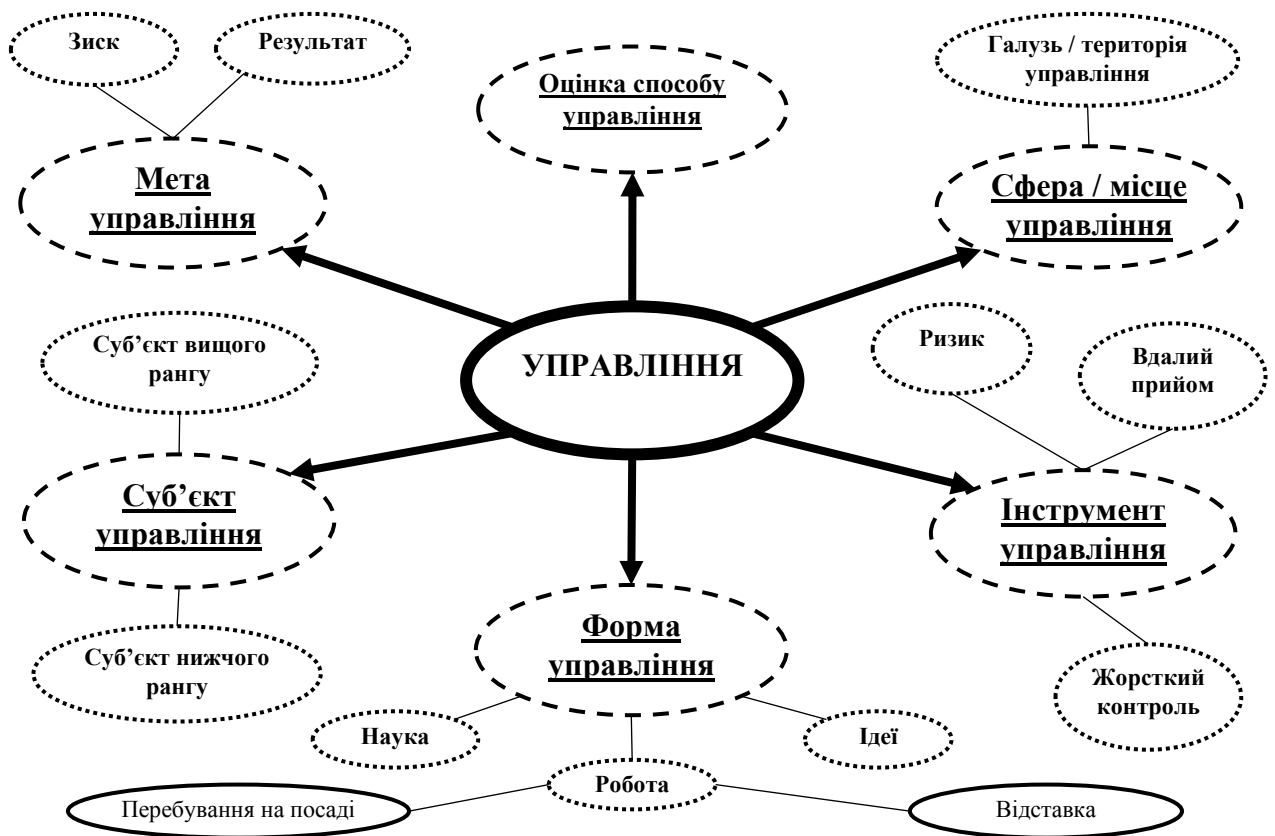 Зиск
Результат
Оцінка способу
управління
Галузь / територія
управління
Мета
управління
Сфера / місце
управління
Суб’єкт вищого
рангу
УПРАВЛІННЯ
Ризик
Вдалий
прийом
Суб’єкт
управління
Інструмент
управління
Суб’єкт нижчого
рангу
Форма
управління
Жорсткий
контроль
Наука
Ідеї
Робота
Перебування на посаді
Відставка